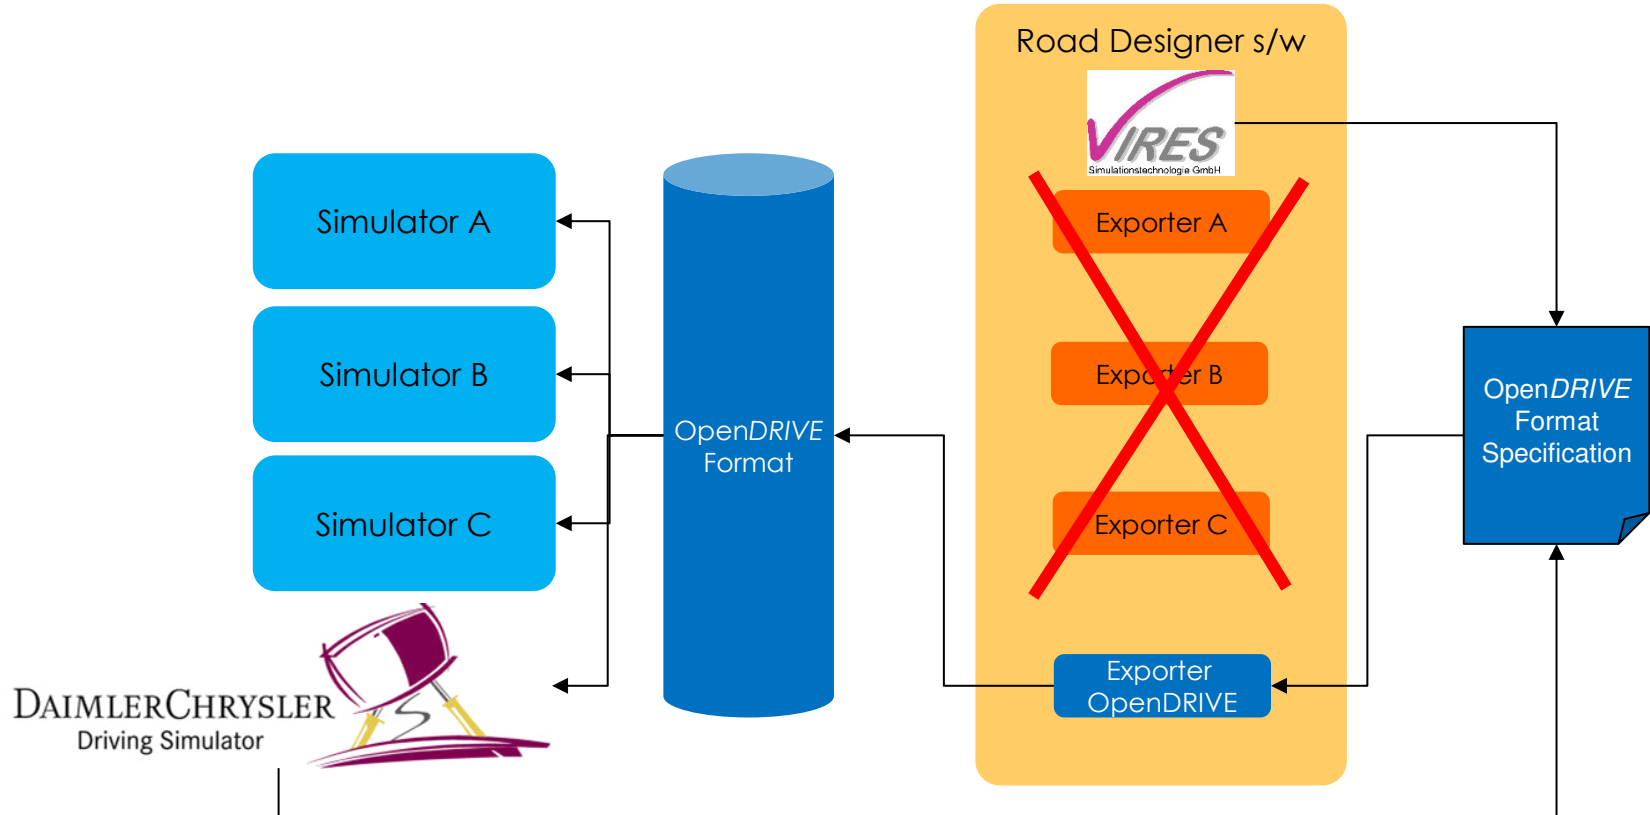 Road Designer s/w
VIRES
Simulationstechnologie GmbH
Simulator A
Simulator B
Simulator C
OpenDRIVE
Format
Exporter A
Exporter B
Exporter C
Exporter
OpenDRIVE
OpenDRIVE
Format
Specification
DAIMLERCHRYSLER
Driving Simulator